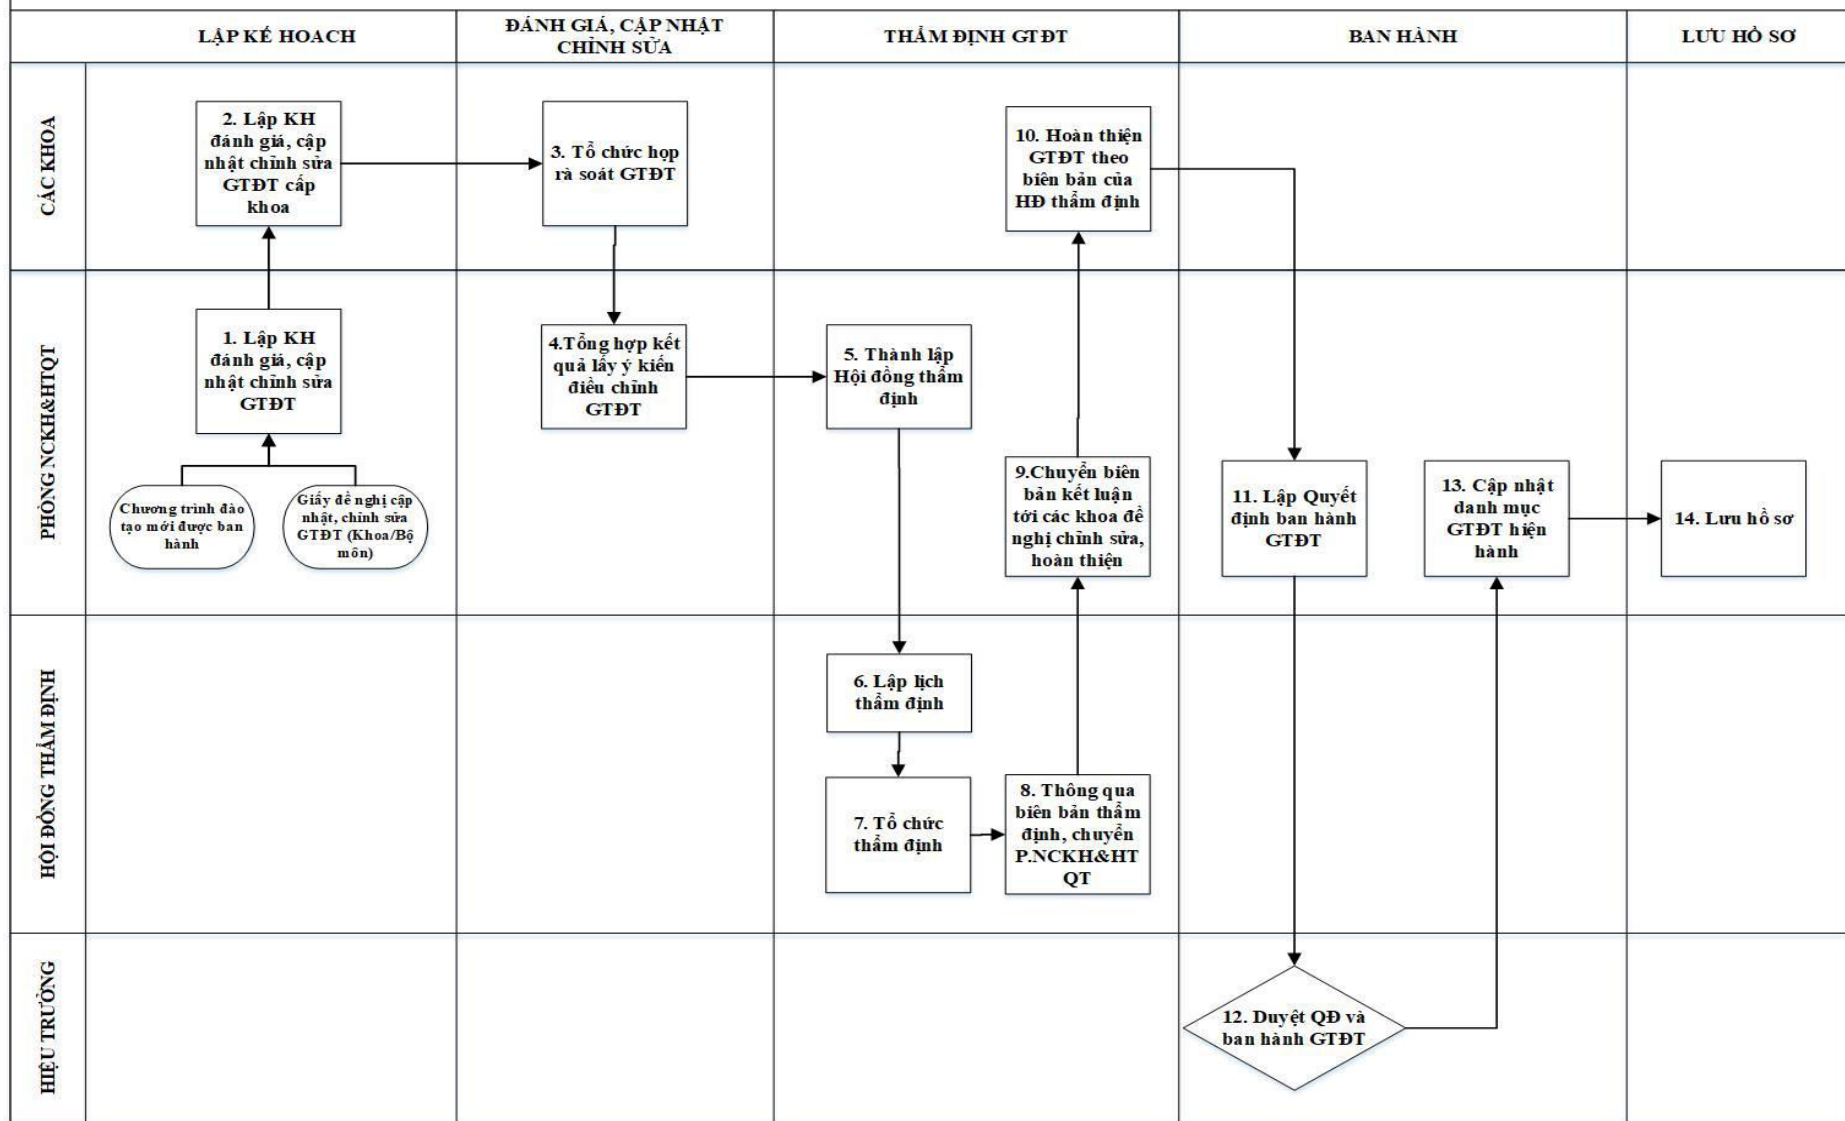 LẬP KẾ HOẠCH
ĐÁNH GIÁ, CẬP NHẬT
CHỈNH SỬA
THẨM ĐỊNH GTĐT
BAN HÀNH
LƯU HỒ SƠ
CÁC KHOA
2. Lập KH
đánh giá, cập
nhật chỉnh sửa
GTĐT cấp
khoa
3. Tổ chức họp
rà soát GTĐT
10. Hoàn thiện
GTĐT theo
biên bản của
HĐ thẩm định
PHÒNG NCKH&HTQT
1. Lập KH
đánh giá, cập
nhật chỉnh sửa
GTĐT
Chương trình đào
tạo mới được ban
hành
Giấy đề nghị cập
nhật, chỉnh sửa
GTĐT (Khoa/Bộ
môn)
4.Tổng hợp kết
quả lấy ý kiến
điều chỉnh
GTĐT
5. Thành lập
Hội đồng thẩm
định
9.Chuyển biên
bản kết luận
tới các khoa đề
nghị chỉnh sửa,
hoàn thiện
11. Lập Quyết
định ban hành
GTĐT
13. Cập nhật
danh mục
GTĐT hiện
hành
14. Lưu hồ sơ
HỘI ĐỒNG THẨM ĐỊNH
6. Lập lịch
thẩm định
7. Tổ chức
thẩm định
8. Thông qua
biên bản thẩm
định, chuyển
P.NCKH&HT
QT
HIỆU TRƯỞNG
12. Duyệt QĐ và
ban hành GTĐT